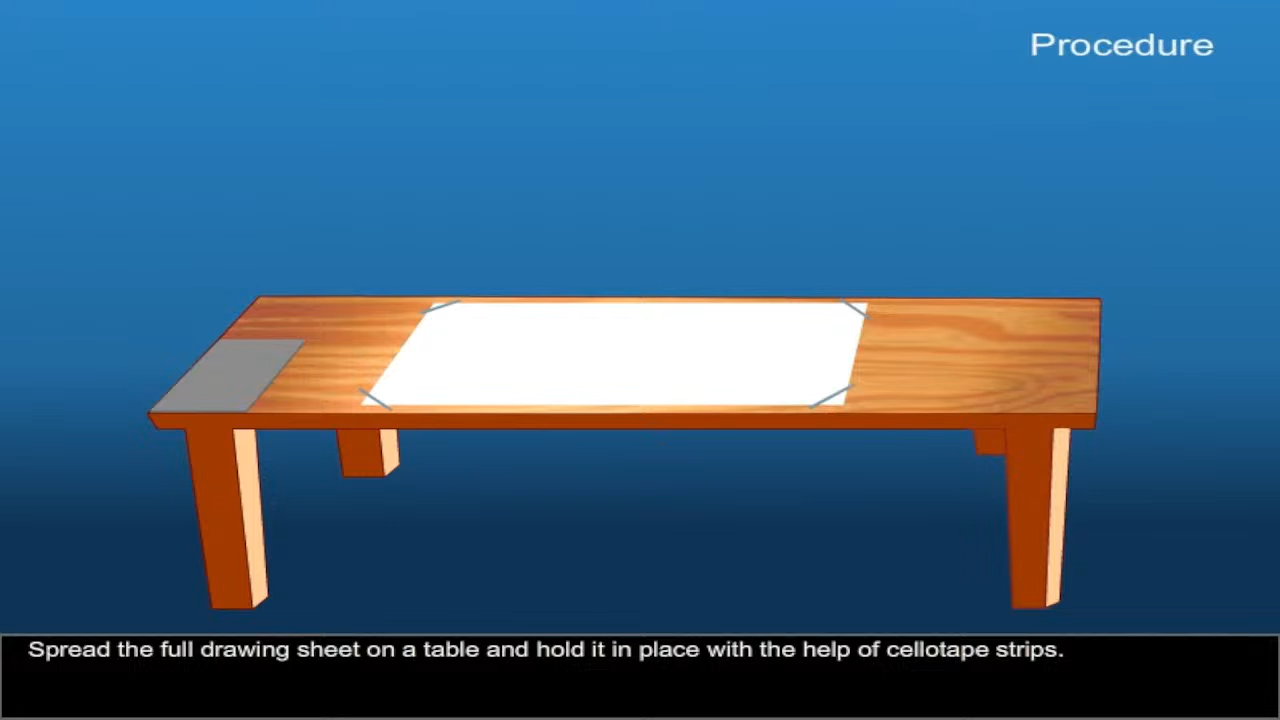 Procedure
Spread the full drawing sheet on a table and hold it in place with the help of cellotape strips.